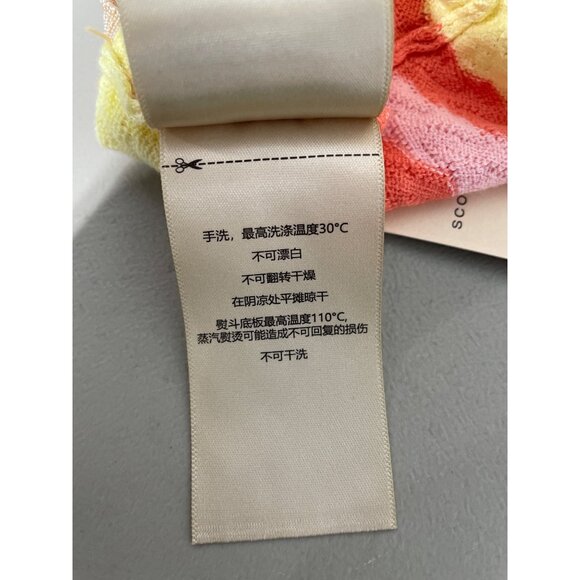 手洗，最高洗涤温度30°C
不可漂白
不可翻转干燥
在阴凉处平摊晾干
熨斗底板最高温度110°C,
蒸汽熨烫可能造成不可回复的损伤
不可干洗
SCO